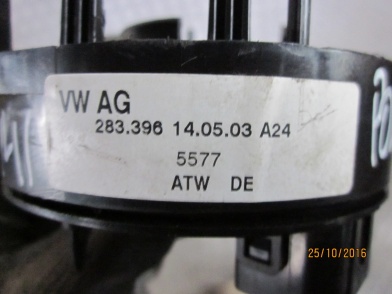 VW AG
283.396 14.05.03 A24
5577
ATW DE
25/10/2016